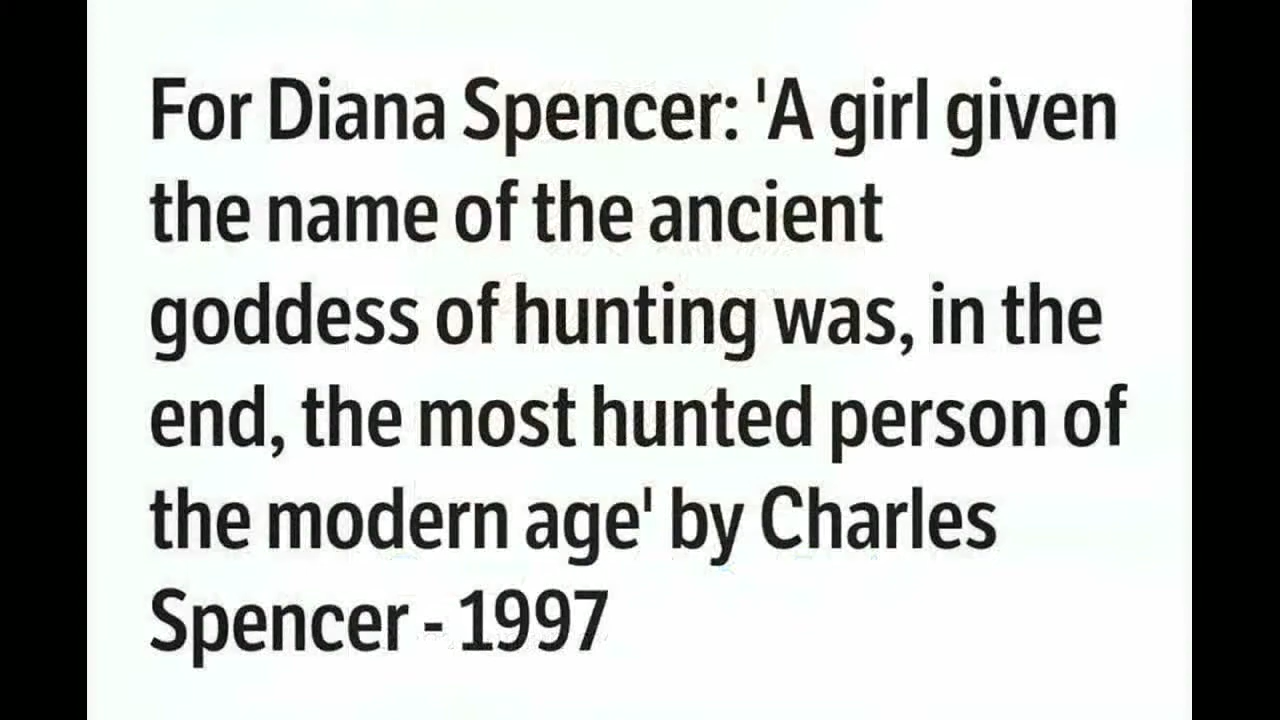 For Diana Spencer: 'A girl given
the name of the ancient
goddess of hunting was, in the
end, the most hunted person of
the modern age' by Charles
Spencer - 1997